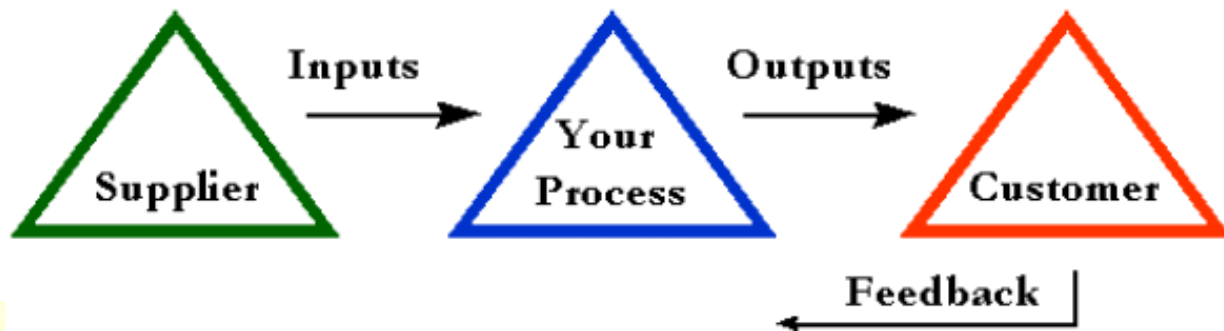 Inputs
Outputs
Supplier
Your
Process
Customer
Feedback